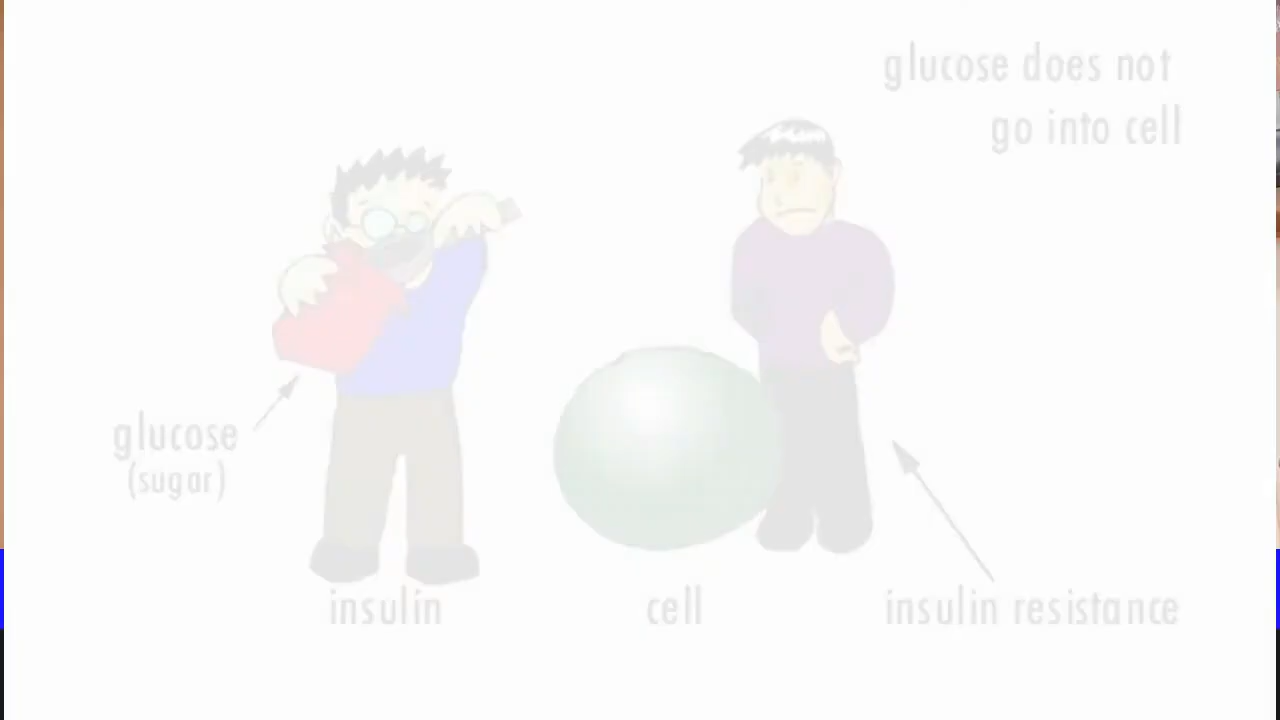 glucose does not
go into cell
glucose
(sugar)
insulin
cell
insulin resistance